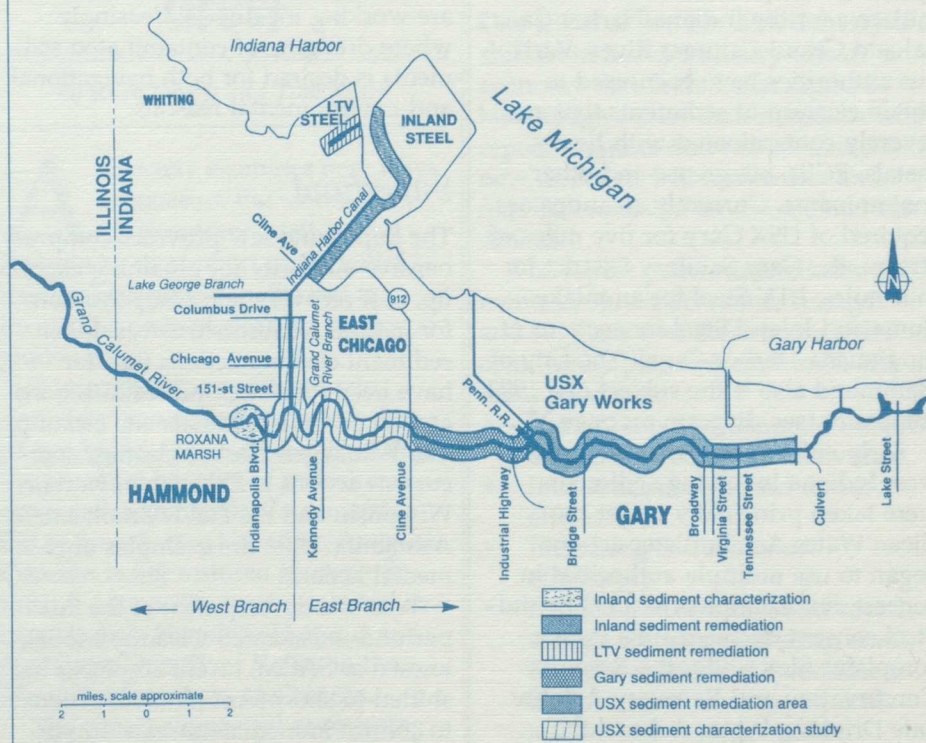 Indiana Harbor
WHITING
LTV
STEEL
INLAND
STEEL
Lake Michigan
ILLINOIS
INDIANA
Cline Ave
Indiana Harbor Canal
Lake George Branch
912
N
Columbus Drive
Grand Calumet
River Branch
EAST
CHICAGO
Grand Calumet River
Chicago Avenue
151-st Street
Gary Harbor
USX
Gary Works
Penn. R.R.
ROXANA
MARSH
HAMMOND
Indianapolis Blvd.
Kennedy Avenue
Cline Avenue
Industrial Highway
Bridge Street
GARY
Broadway
Virginia Street
Tennessee Street
Culvert
Lake Street
West Branch
East Branch
Inland sediment characterization
Inland sediment remediation
LTV sediment remediation
Gary sediment remediation
USX sediment remediation area
USX sediment characterization study
miles, scale approximate
2 1 0 1 2